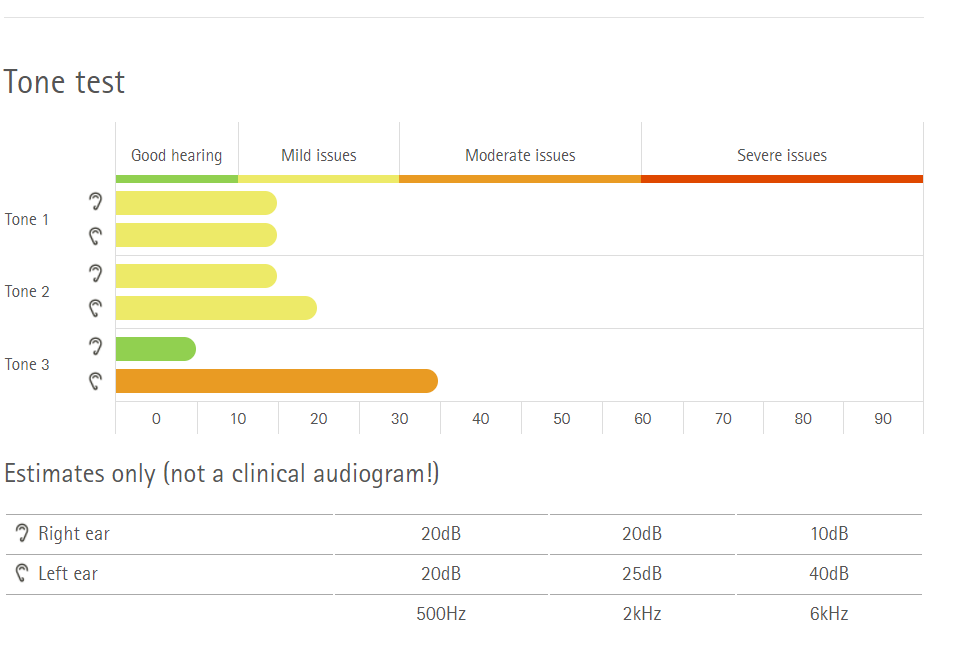 Tone test
Good hearing Mild issues Moderate issues Severe issues
Tone 1
Tone 2
Tone 3
0 10 20 30 40 50 60 70 80 90
Estimates only (not a clinical audiogram!)
Right ear 20dB 20dB 10dB
Left ear 20dB 25dB 40dB
500Hz 2kHz 6kHz